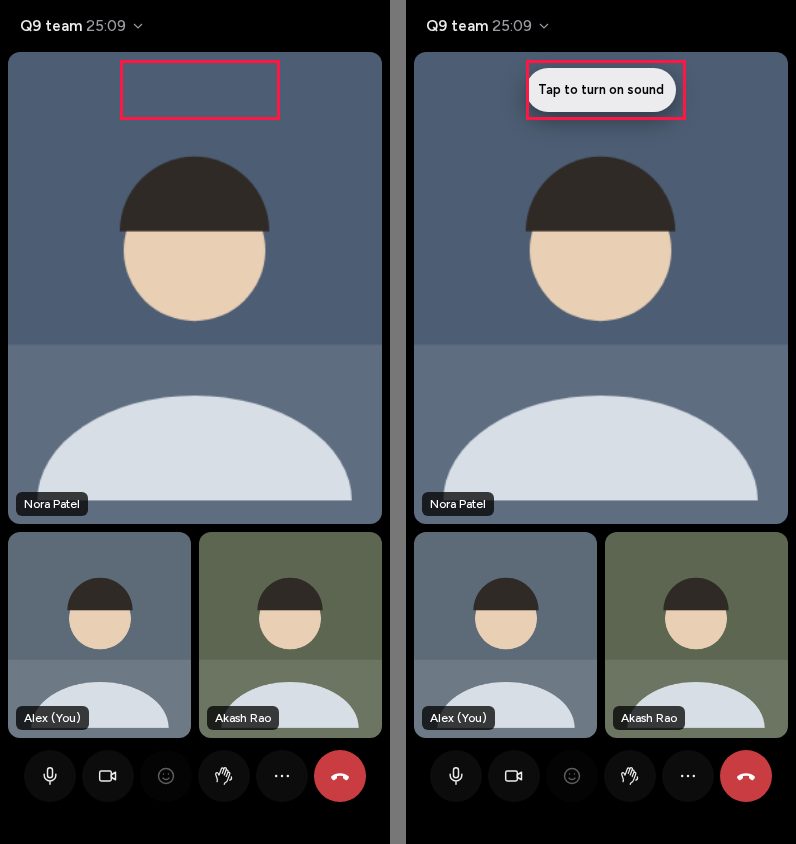 Q9 team 25:09
Nora Patel
Alex (You)
Akash Rao
Q9 team 25:09
Tap to turn on sound
Nora Patel
Alex (You)
Akash Rao